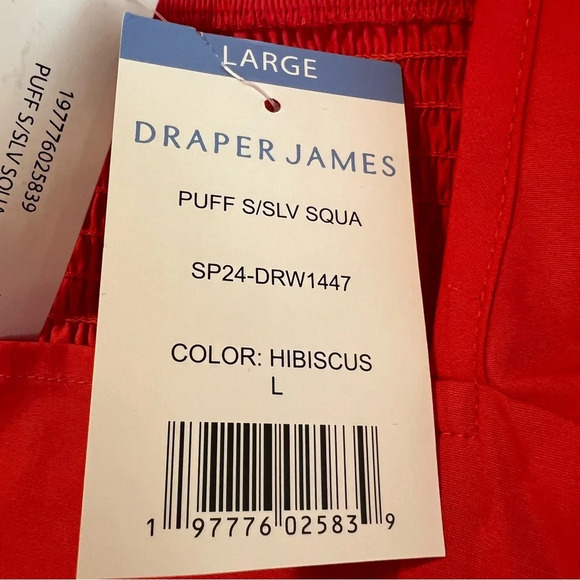 LARGE
DRAPER JAMES
PUFF S/SLV SQUA
SP24-DRW1447
COLOR: HIBISCUS
L
1 97776 02583 9
197776025839
PUFF S/SLV SQUA